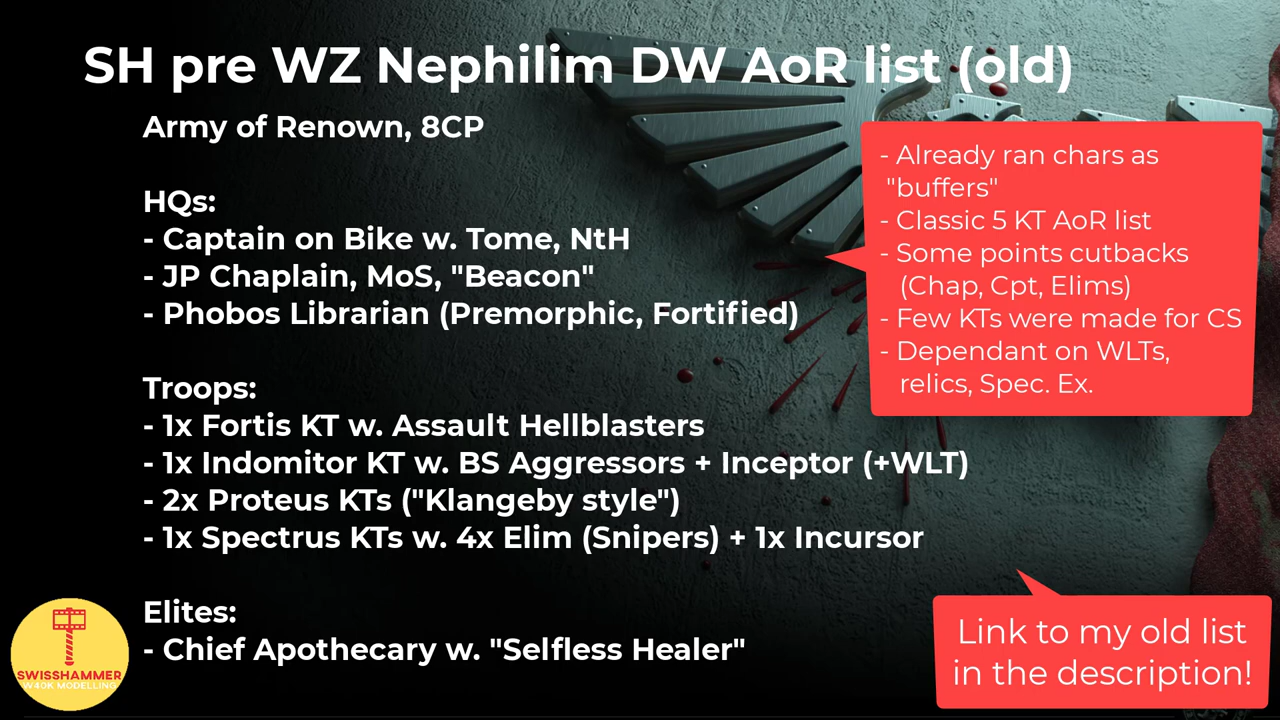 SH pre WZ Nephilim DW AoR list (old)
Army of Renown, 8CP
HQs:
- Captain on Bike w. Tome, NtH
- JP Chaplain, MoS, "Beacon"
- Phobos Librarian (Premorphic, Fortified)
Troops:
- 1x Fortis KT w. Assault Hellblasters
- 1x Indomitor KT w. BS Aggressors + Inceptor (+WLT)
- 2x Proteus KTs ("Klangeby style")
- 1x Spectrus KTs w. 4x Elim (Snipers) + 1x Incursor
Elites:
- Chief Apothecary w. "Selfless Healer"
- Already ran chars as
"buffers"
- Classic 5 KT AoR list
- Some points cutbacks
(Chap, Cpt, Elims)
- Few KTs were made for CS
- Dependant on WLTs,
relics, Spec. Ex.
Link to my old list
in the description!
SWISSHAMMER
W40K MODELLING